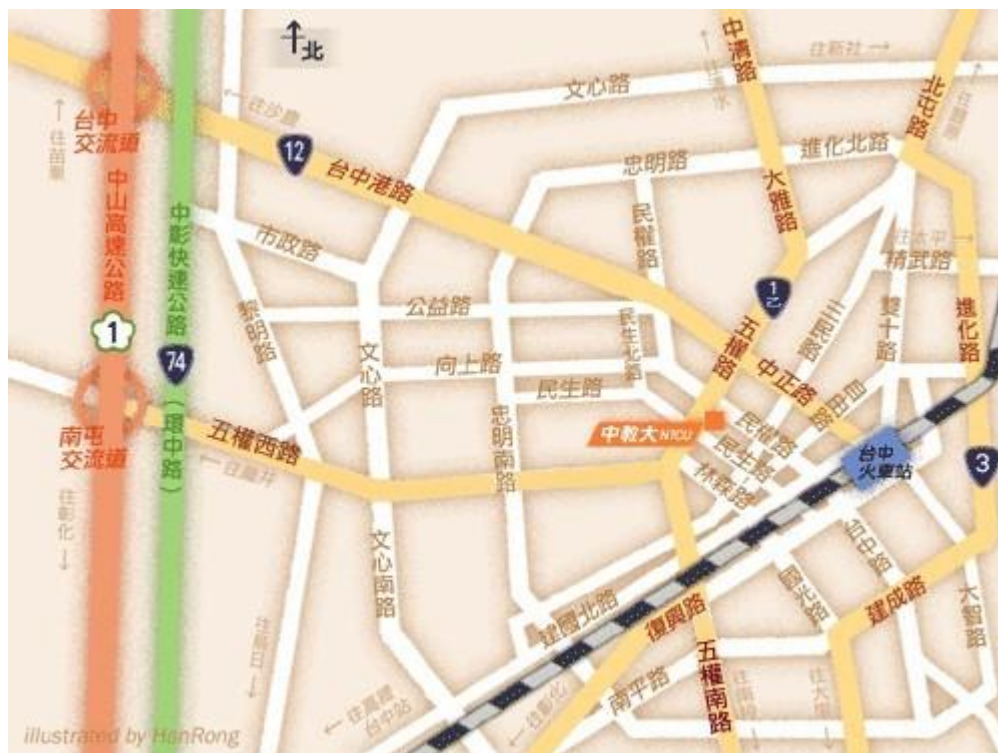 北
中清路
往新社 →
北屯路
文心路
台中
交流道
← 往沙鹿
12
台中港路
忠明路
進化北路
大雅路
中山高速公路
中彰快速公路
(環中路)
市政路
民權路
往太平 →
精武路
1
乙
三民路
雙十路
進化路
公益路
民生北路
五權路
中正路
1
74
黎明路
文心路
向上路
民生路
自由路
忠明南路
中教大 NTCU
民權路
民生路
林森路
台中
火車站
3
南屯
交流道
五權西路
← 往龍井
往彰化 →
文心南路
國光路
建成路
大智路
建國北路
復興路
五權南路
南平路
往南投
往大里
← 往高鐵
台中站
illustrated by HanRong